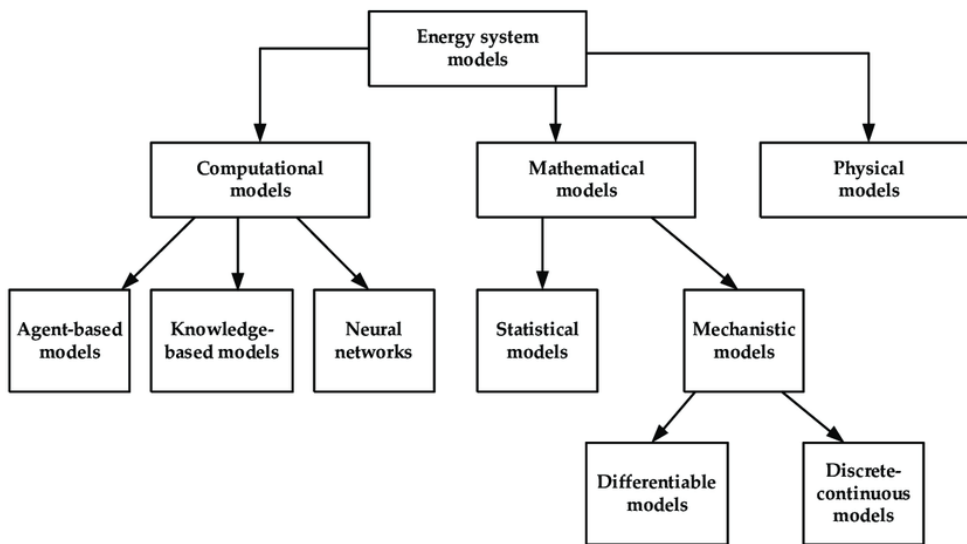 Energy system
models
Computational
models
Mathematical
models
Physical
models
Agent-based
models
Knowledge-
based models
Neural
networks
Statistical
models
Mechanistic
models
Differentiable
models
Discrete-
continuous
models